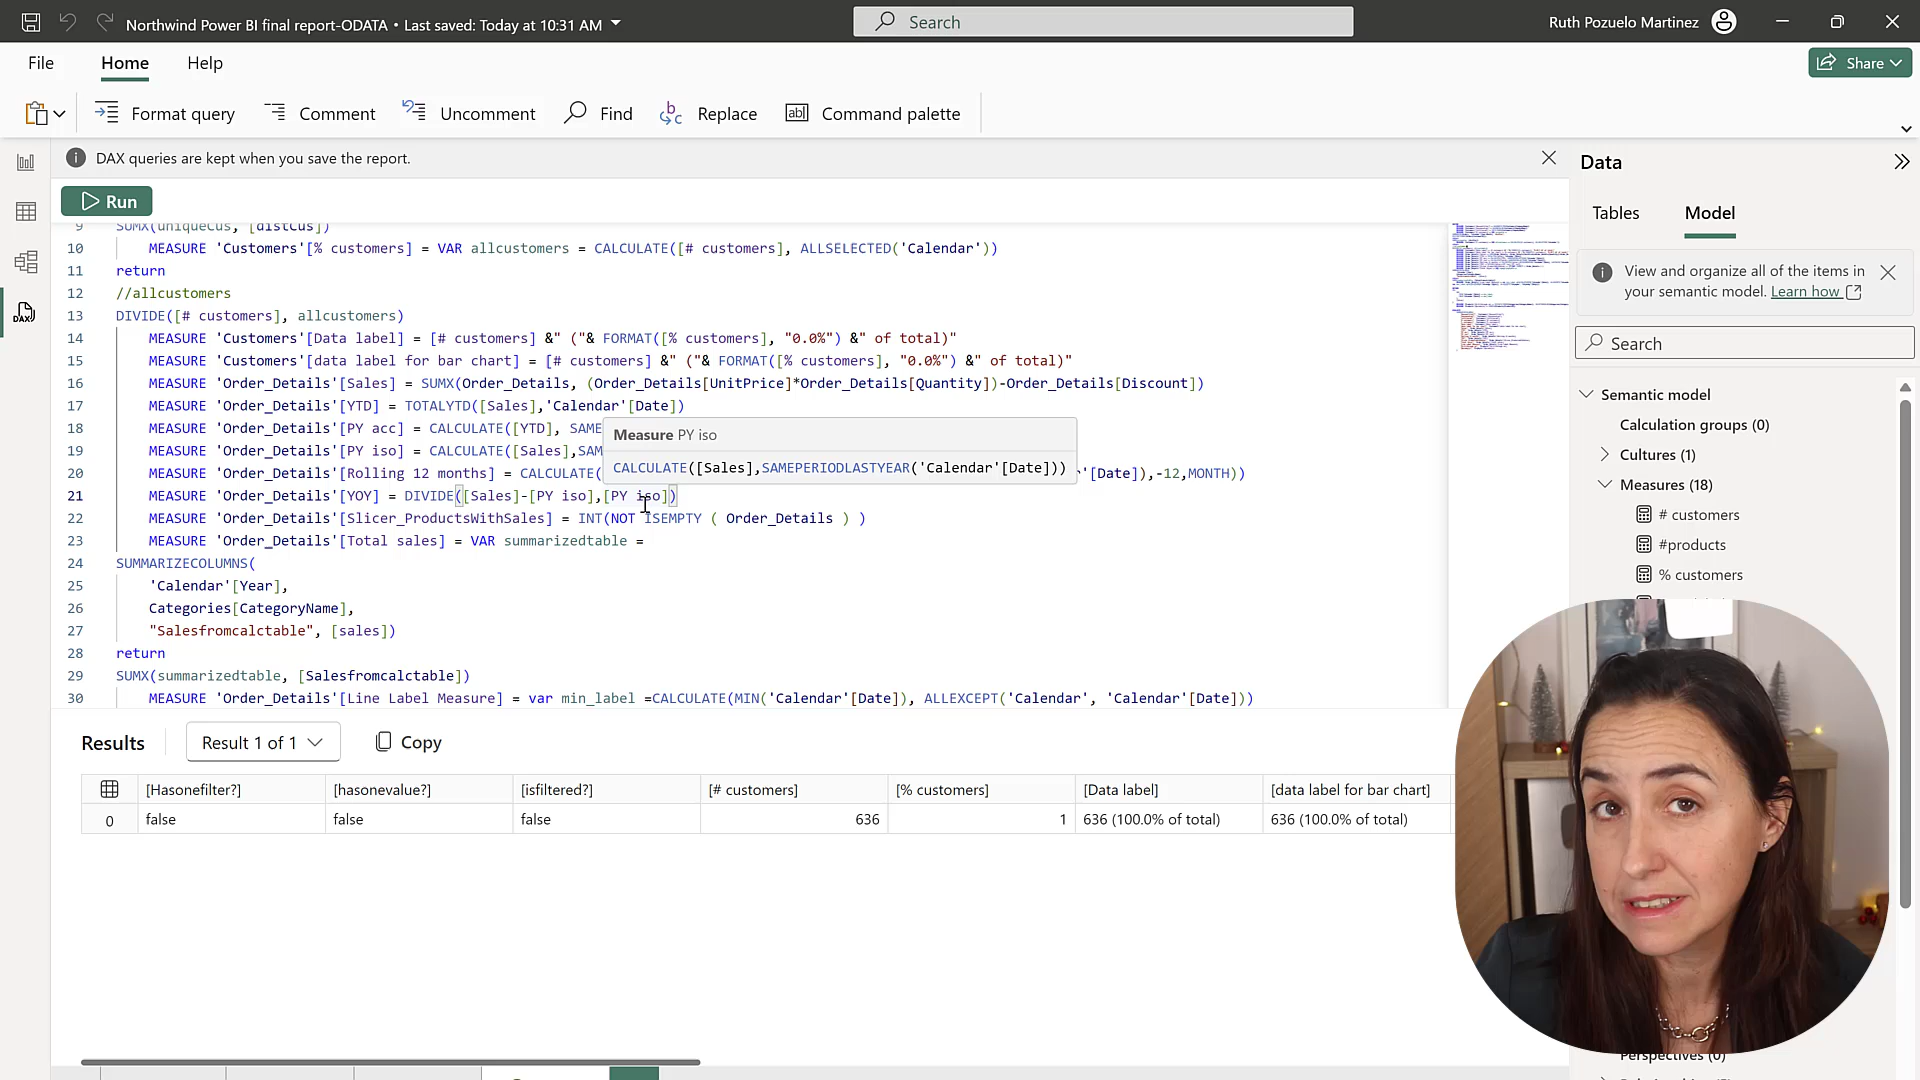 Northwind Power BI final report-ODATA • Last saved: Today at 10:31 AM
Search
Ruth Pozuelo Martinez
File
Home
Help
Share
Format query
Comment
Uncomment
Find
Replace
Command palette
DAX queries are kept when you save the report.
Run
9 SUMX(uniqueCus, [distCus])
10 MEASURE 'Customers'[% customers] = VAR allcustomers = CALCULATE([# customers], ALLSELECTED('Calendar'))
11 return
12 //allcustomers
13 DIVIDE([# customers], allcustomers)
14 MEASURE 'Customers'[Data label] = [# customers] &" ("& FORMAT([% customers], "0.0%") &" of total)"
15 MEASURE 'Customers'[data label for bar chart] = [# customers] &" ("& FORMAT([% customers], "0.0%") &" of total)"
16 MEASURE 'Order_Details'[Sales] = SUMX(Order_Details, (Order_Details[UnitPrice]*Order_Details[Quantity])-Order_Details[Discount])
17 MEASURE 'Order_Details'[YTD] = TOTALYTD([Sales],'Calendar'[Date])
18 MEASURE 'Order_Details'[PY acc] = CALCULATE([YTD], SAME
19 MEASURE 'Order_Details'[PY iso] = CALCULATE([Sales],SAM
20 MEASURE 'Order_Details'[Rolling 12 months] = CALCULATE( r'[Date]),-12,MONTH))
21 MEASURE 'Order_Details'[YOY] = DIVIDE([Sales]-[PY iso],[PY iso])
22 MEASURE 'Order_Details'[Slicer_ProductsWithSales] = INT(NOT ISEMPTY ( Order_Details ) )
23 MEASURE 'Order_Details'[Total sales] = VAR summarizedtable =
24 SUMMARIZECOLUMNS(
25 'Calendar'[Year],
26 Categories[CategoryName],
27 "Salesfromcalctable", [sales])
28 return
29 SUMX(summarizedtable, [Salesfromcalctable])
30 MEASURE 'Order_Details'[Line Label Measure] = var min_label =CALCULATE(MIN('Calendar'[Date]), ALLEXCEPT('Calendar', 'Calendar'[Date]))
Measure PY iso
CALCULATE([Sales],SAMEPERIODLASTYEAR('Calendar'[Date]))
Results
Result 1 of 1
Copy
[Hasonefilter?] [hasonevalue?] [isfiltered?] [# customers] [% customers] [Data label] [data label for bar chart]
0 false false false 636 1 636 (100.0% of total) 636 (100.0% of total)
Data
Tables
Model
View and organize all of the items in
your semantic model. Learn how
Search
Semantic model
Calculation groups (0)
Cultures (1)
Measures (18)
# customers
#products
% customers
Perspectives (0)